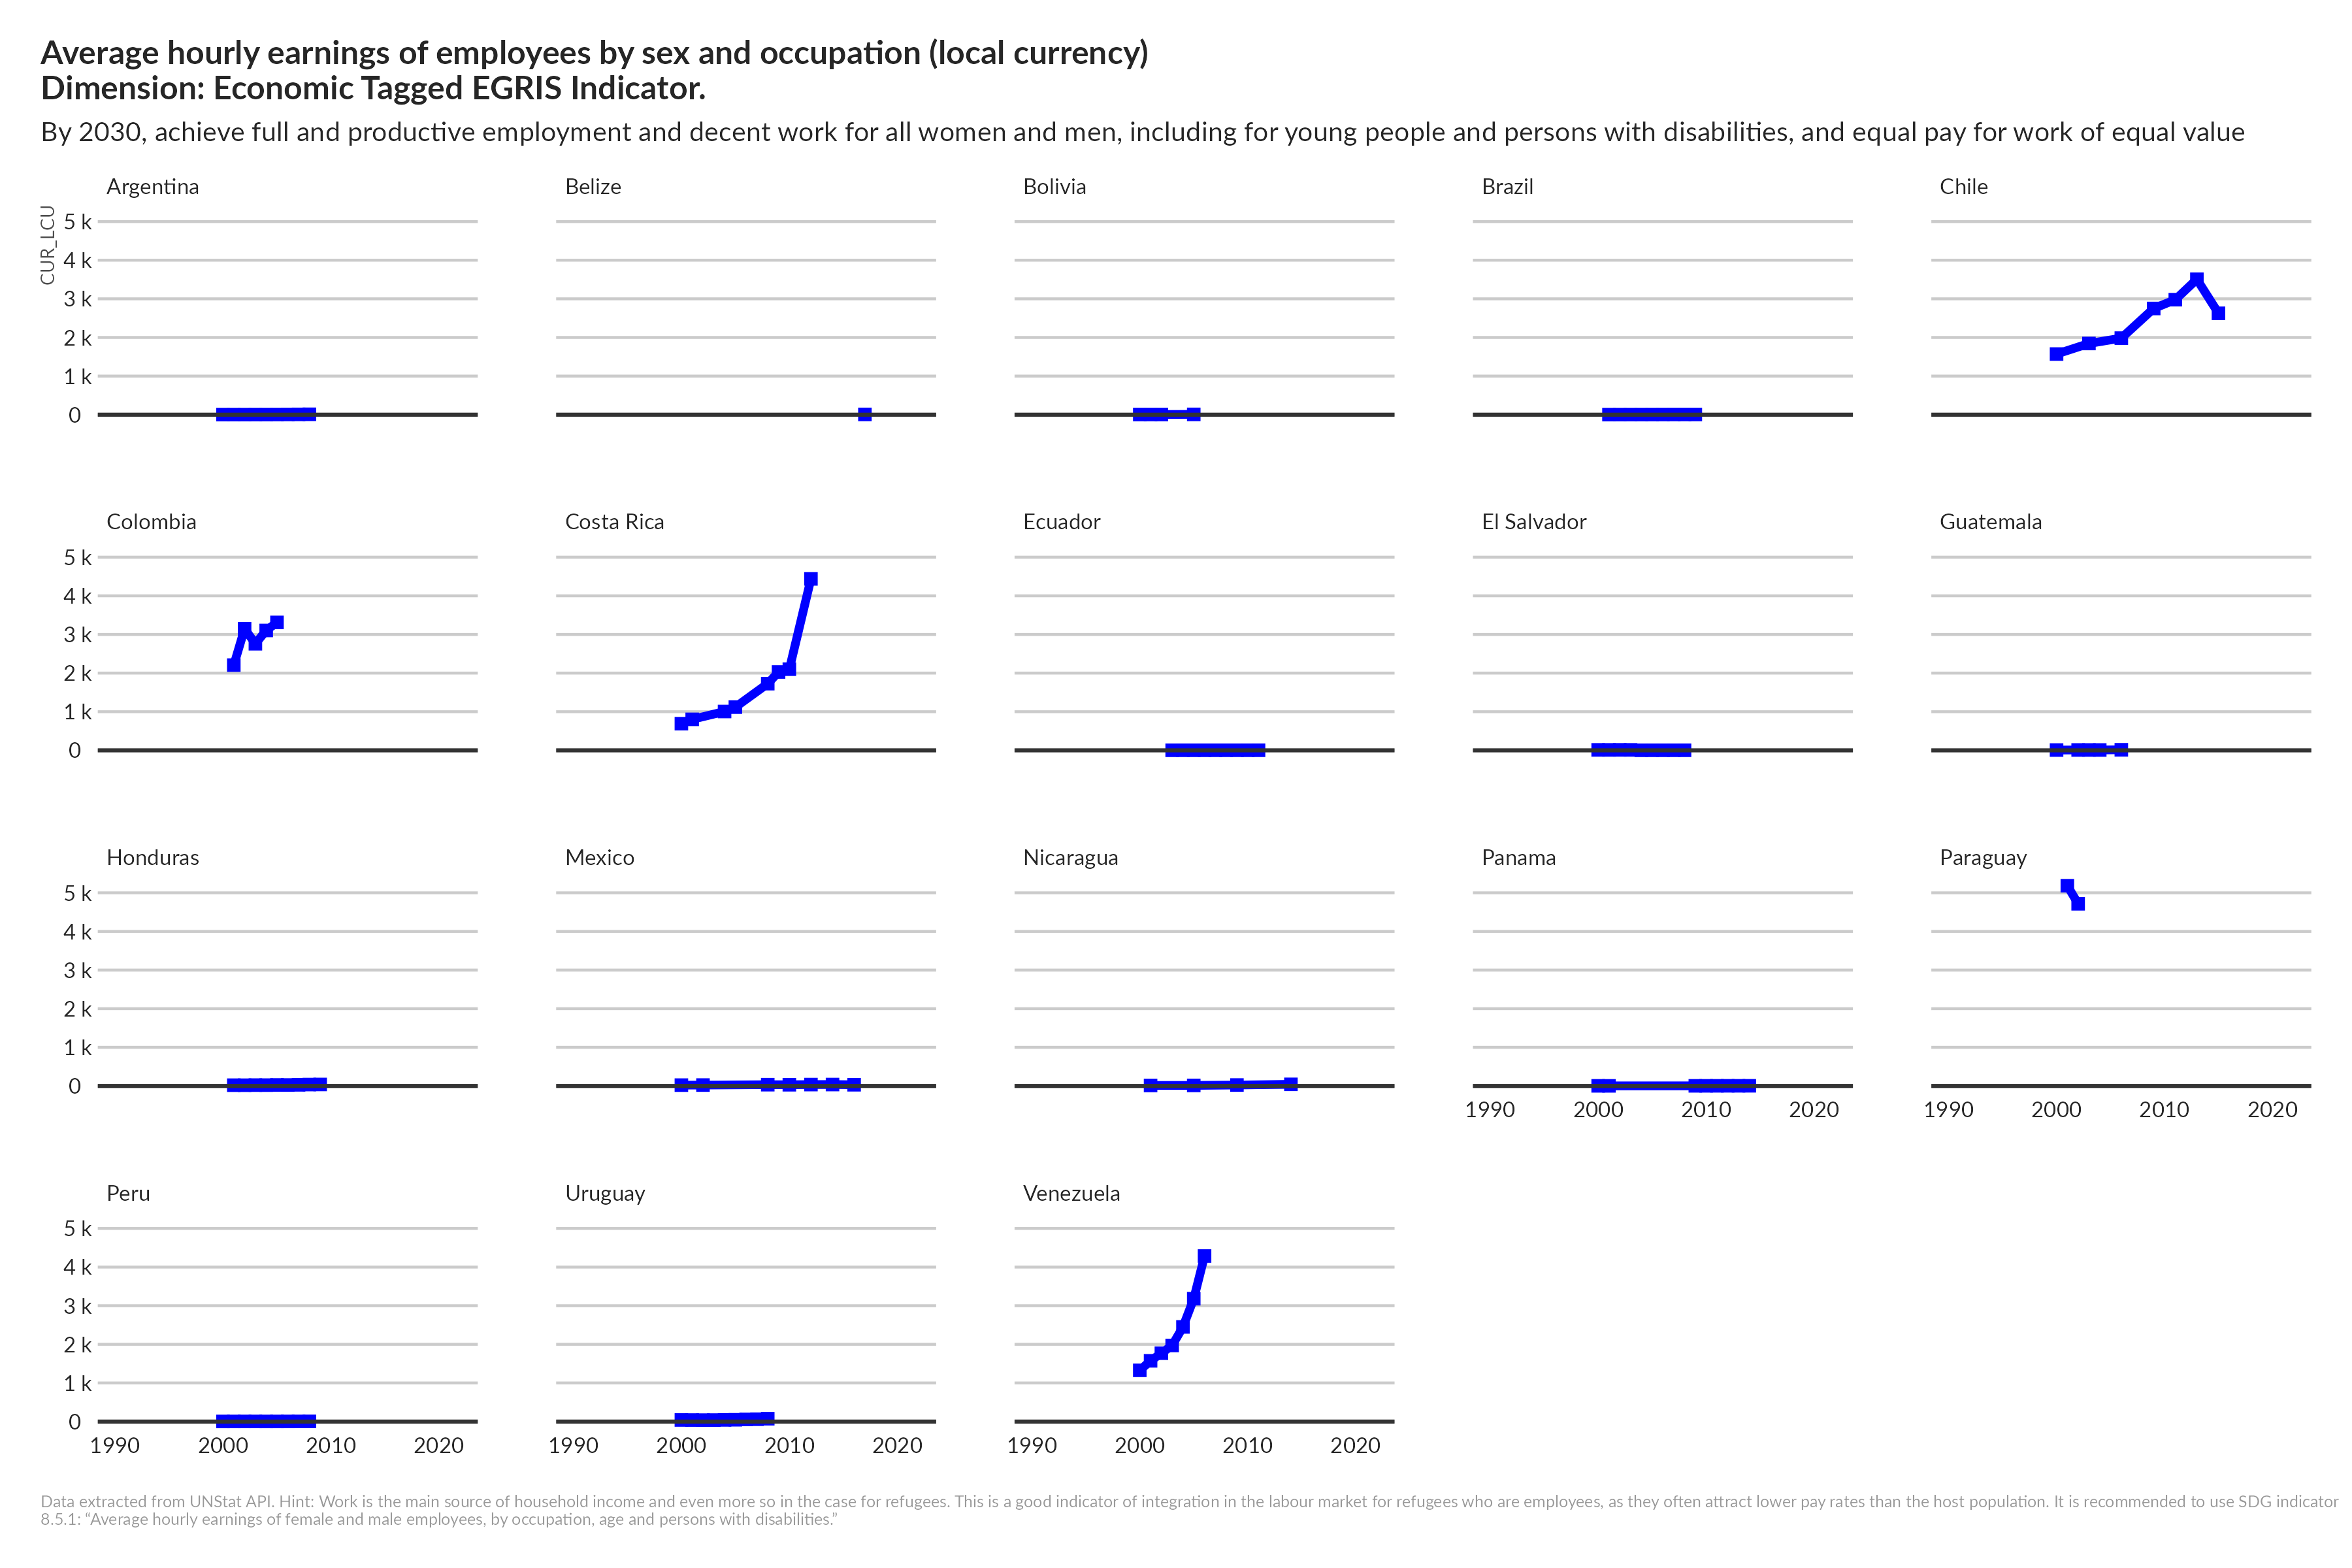 Average hourly earnings of employees by sex and occupation (local currency)
Dimension: Economic Tagged EGRIS Indicator.
By 2030, achieve full and productive employment and decent work for all women and men, including for young people and persons with disabilities, and equal pay for work of equal value
Argentina Belize Bolivia Brazil Chile
CUR_LCU
5 k
4 k
3 k
2 k
1 k
0
Colombia Costa Rica Ecuador El Salvador Guatemala
5 k
4 k
3 k
2 k
1 k
0
Honduras Mexico Nicaragua Panama Paraguay
5 k
4 k
3 k
2 k
1 k
0
1990 2000 2010 2020 1990 2000 2010 2020
Peru Uruguay Venezuela
5 k
4 k
3 k
2 k
1 k
0
1990 2000 2010 2020 1990 2000 2010 2020 1990 2000 2010 2020
Data extracted from UNStat API. Hint: Work is the main source of household income and even more so in the case for refugees. This is a good indicator of integration in the labour market for refugees who are employees, as they often attract lower pay rates than the host population. It is recommended to use SDG indicator
8.5.1: “Average hourly earnings of female and male employees, by occupation, age and persons with disabilities.”